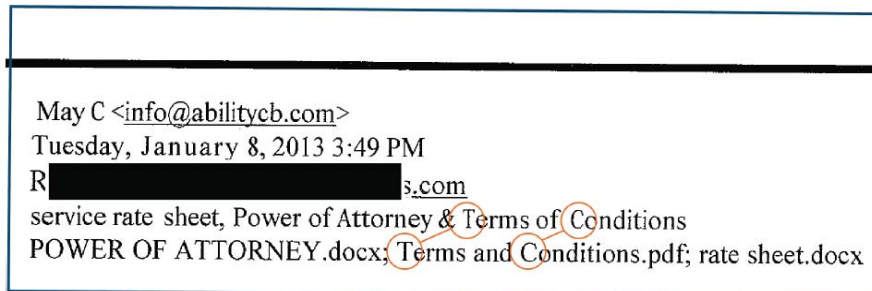 May C <info@abilitycb.com>
Tuesday, January 8, 2013 3:49 PM
R s.com
service rate sheet, Power of Attorney & Terms of Conditions
POWER OF ATTORNEY.docx; Terms and Conditions.pdf; rate sheet.docx